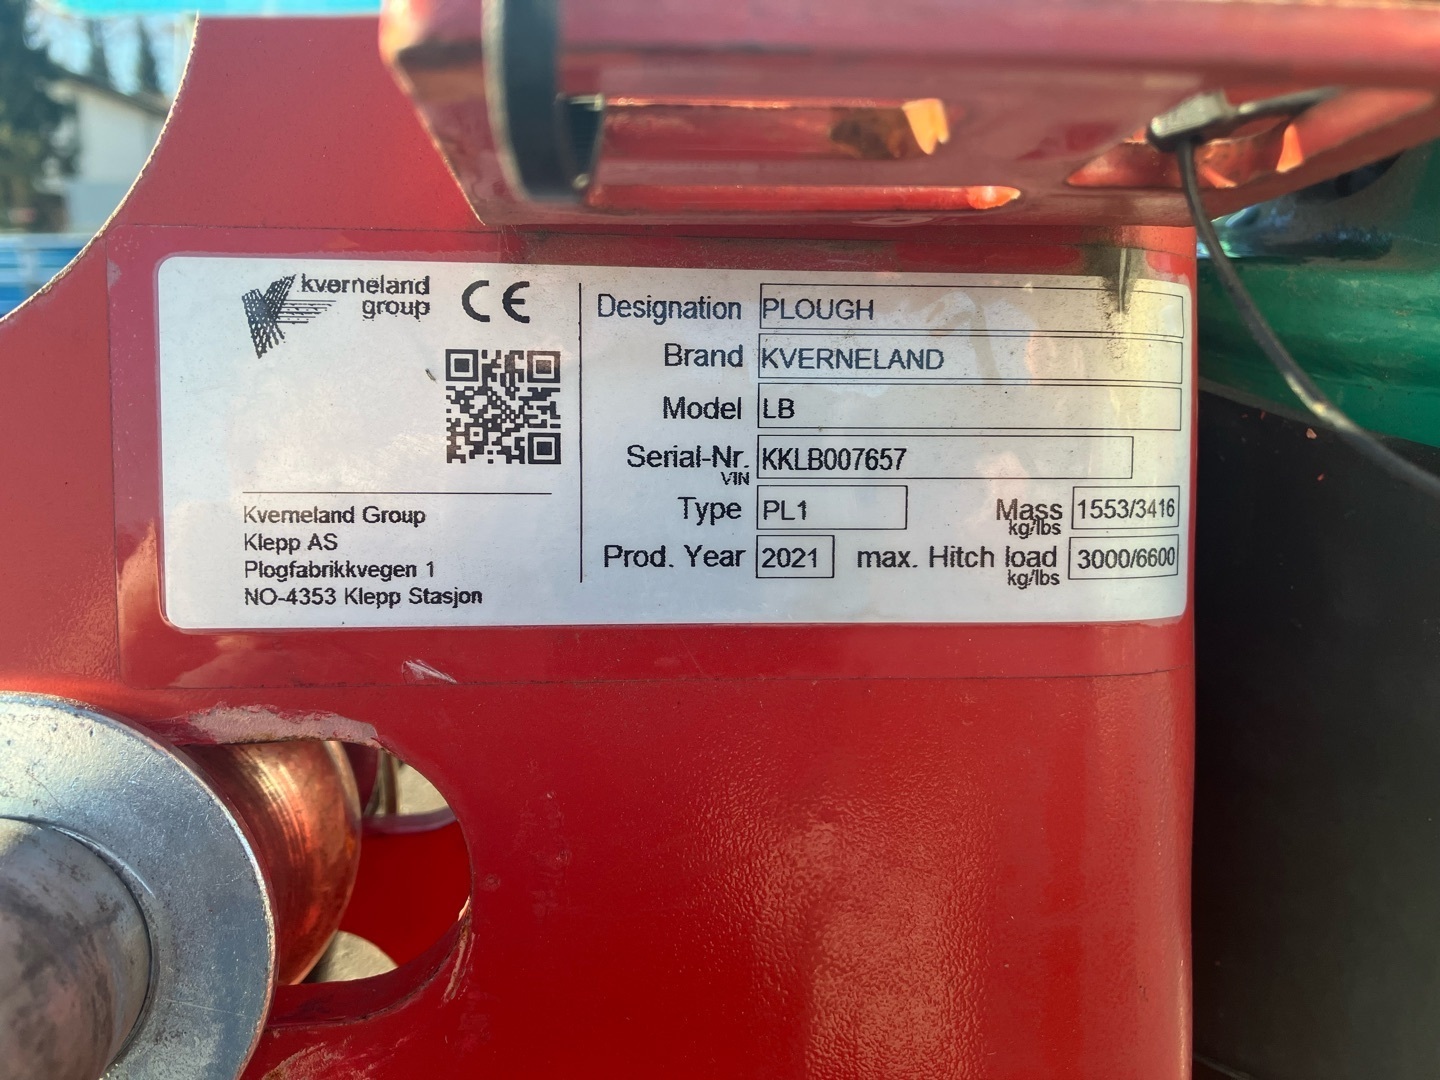 kverneland
group
CE
Kverneland Group
Klepp AS
Plogfabrikkvegen 1
NO-4353 Klepp Stasjon
Designation PLOUGH
Brand KVERNELAND
Model LB
Serial-Nr. KKLB007657
VIN
Type PL1 Mass 1553/3416
kg/lbs
Prod. Year 2021 max. Hitch load 3000/6600
kg/lbs